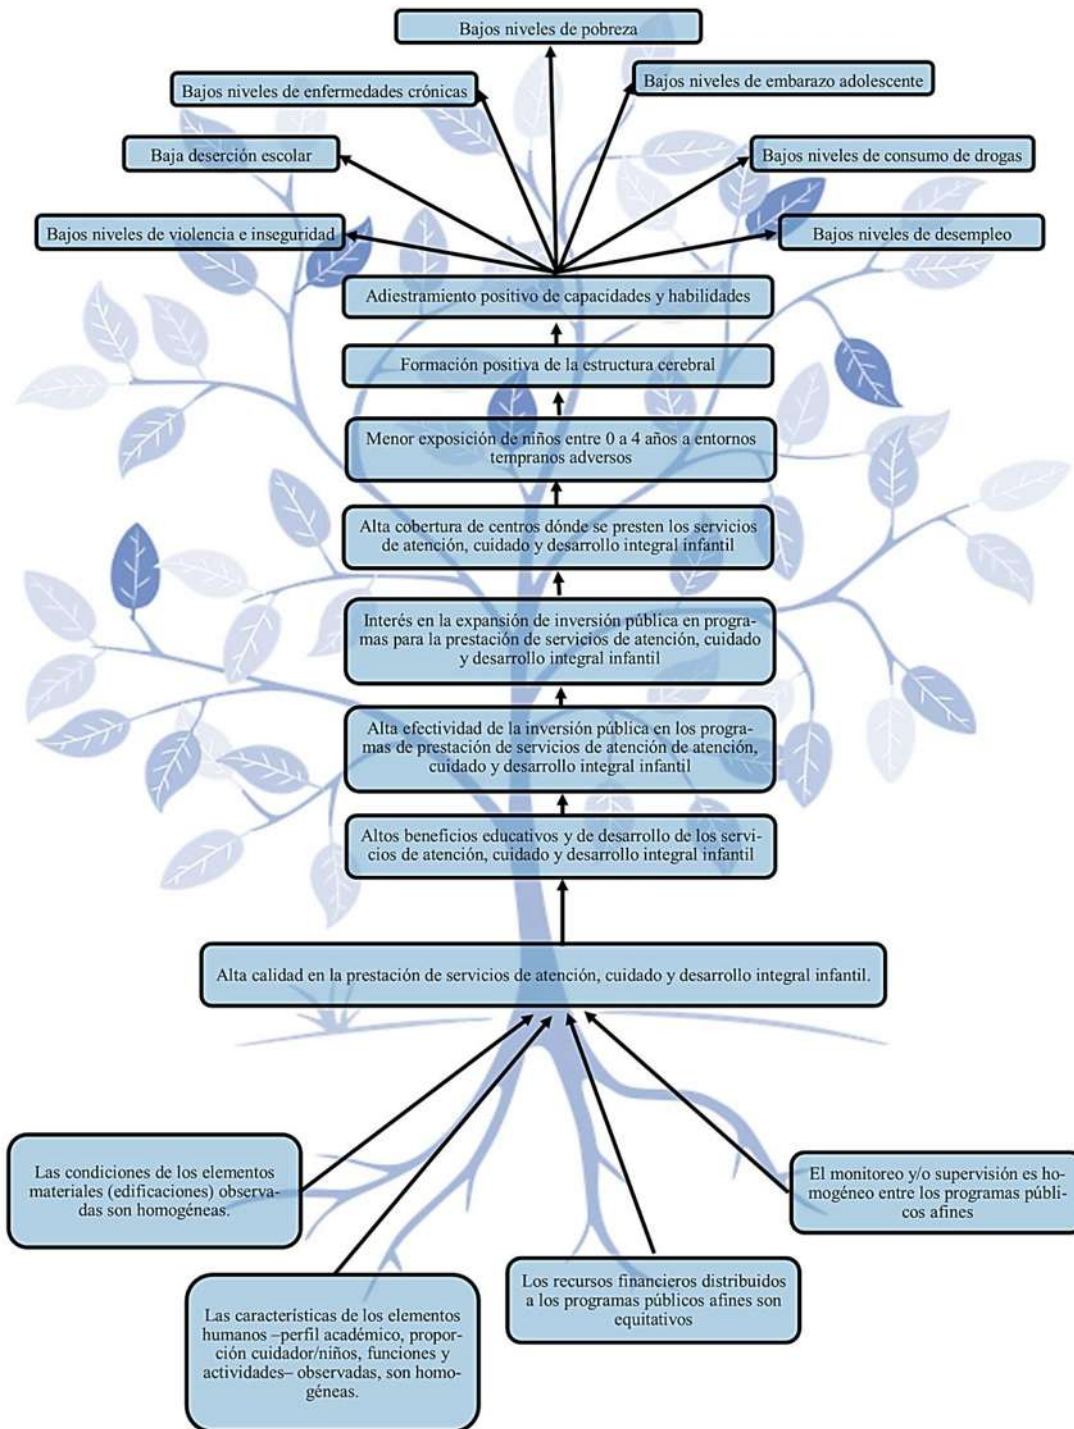 Bajos niveles de pobreza
Bajos niveles de enfermedades crónicas
Bajos niveles de embarazo adolescente
Baja deserción escolar
Bajos niveles de consumo de drogas
Bajos niveles de violencia e inseguridad
Bajos niveles de desempleo
Adiestramiento positivo de capacidades y habilidades
Formación positiva de la estructura cerebral
Menor exposición de niños entre 0 a 4 años a entornos
tempranos adversos
Alta cobertura de centros dónde se presten los servicios
de atención, cuidado y desarrollo integral infantil
Interés en la expansión de inversión pública en progra-
mas para la prestación de servicios de atención, cuidado
y desarrollo integral infantil
Alta efectividad de la inversión pública en los progra-
mas de prestación de servicios de atención de atención,
cuidado y desarrollo integral infantil
Altos beneficios educativos y de desarrollo de los servi-
cios de atención, cuidado y desarrollo integral infantil
Alta calidad en la prestación de servicios de atención, cuidado y desarrollo integral infantil.
Las condiciones de los elementos
materiales (edificaciones) observa-
das son homogéneas.
El monitoreo y/o supervisión es ho-
mogéneo entre los programas públi-
cos afines
Las características de los elementos
humanos –perfil académico, propor-
ción cuidador/niños, funciones y
actividades– observadas, son homo-
géneas.
Los recursos financieros distribuidos
a los programas públicos afines son
equitativos